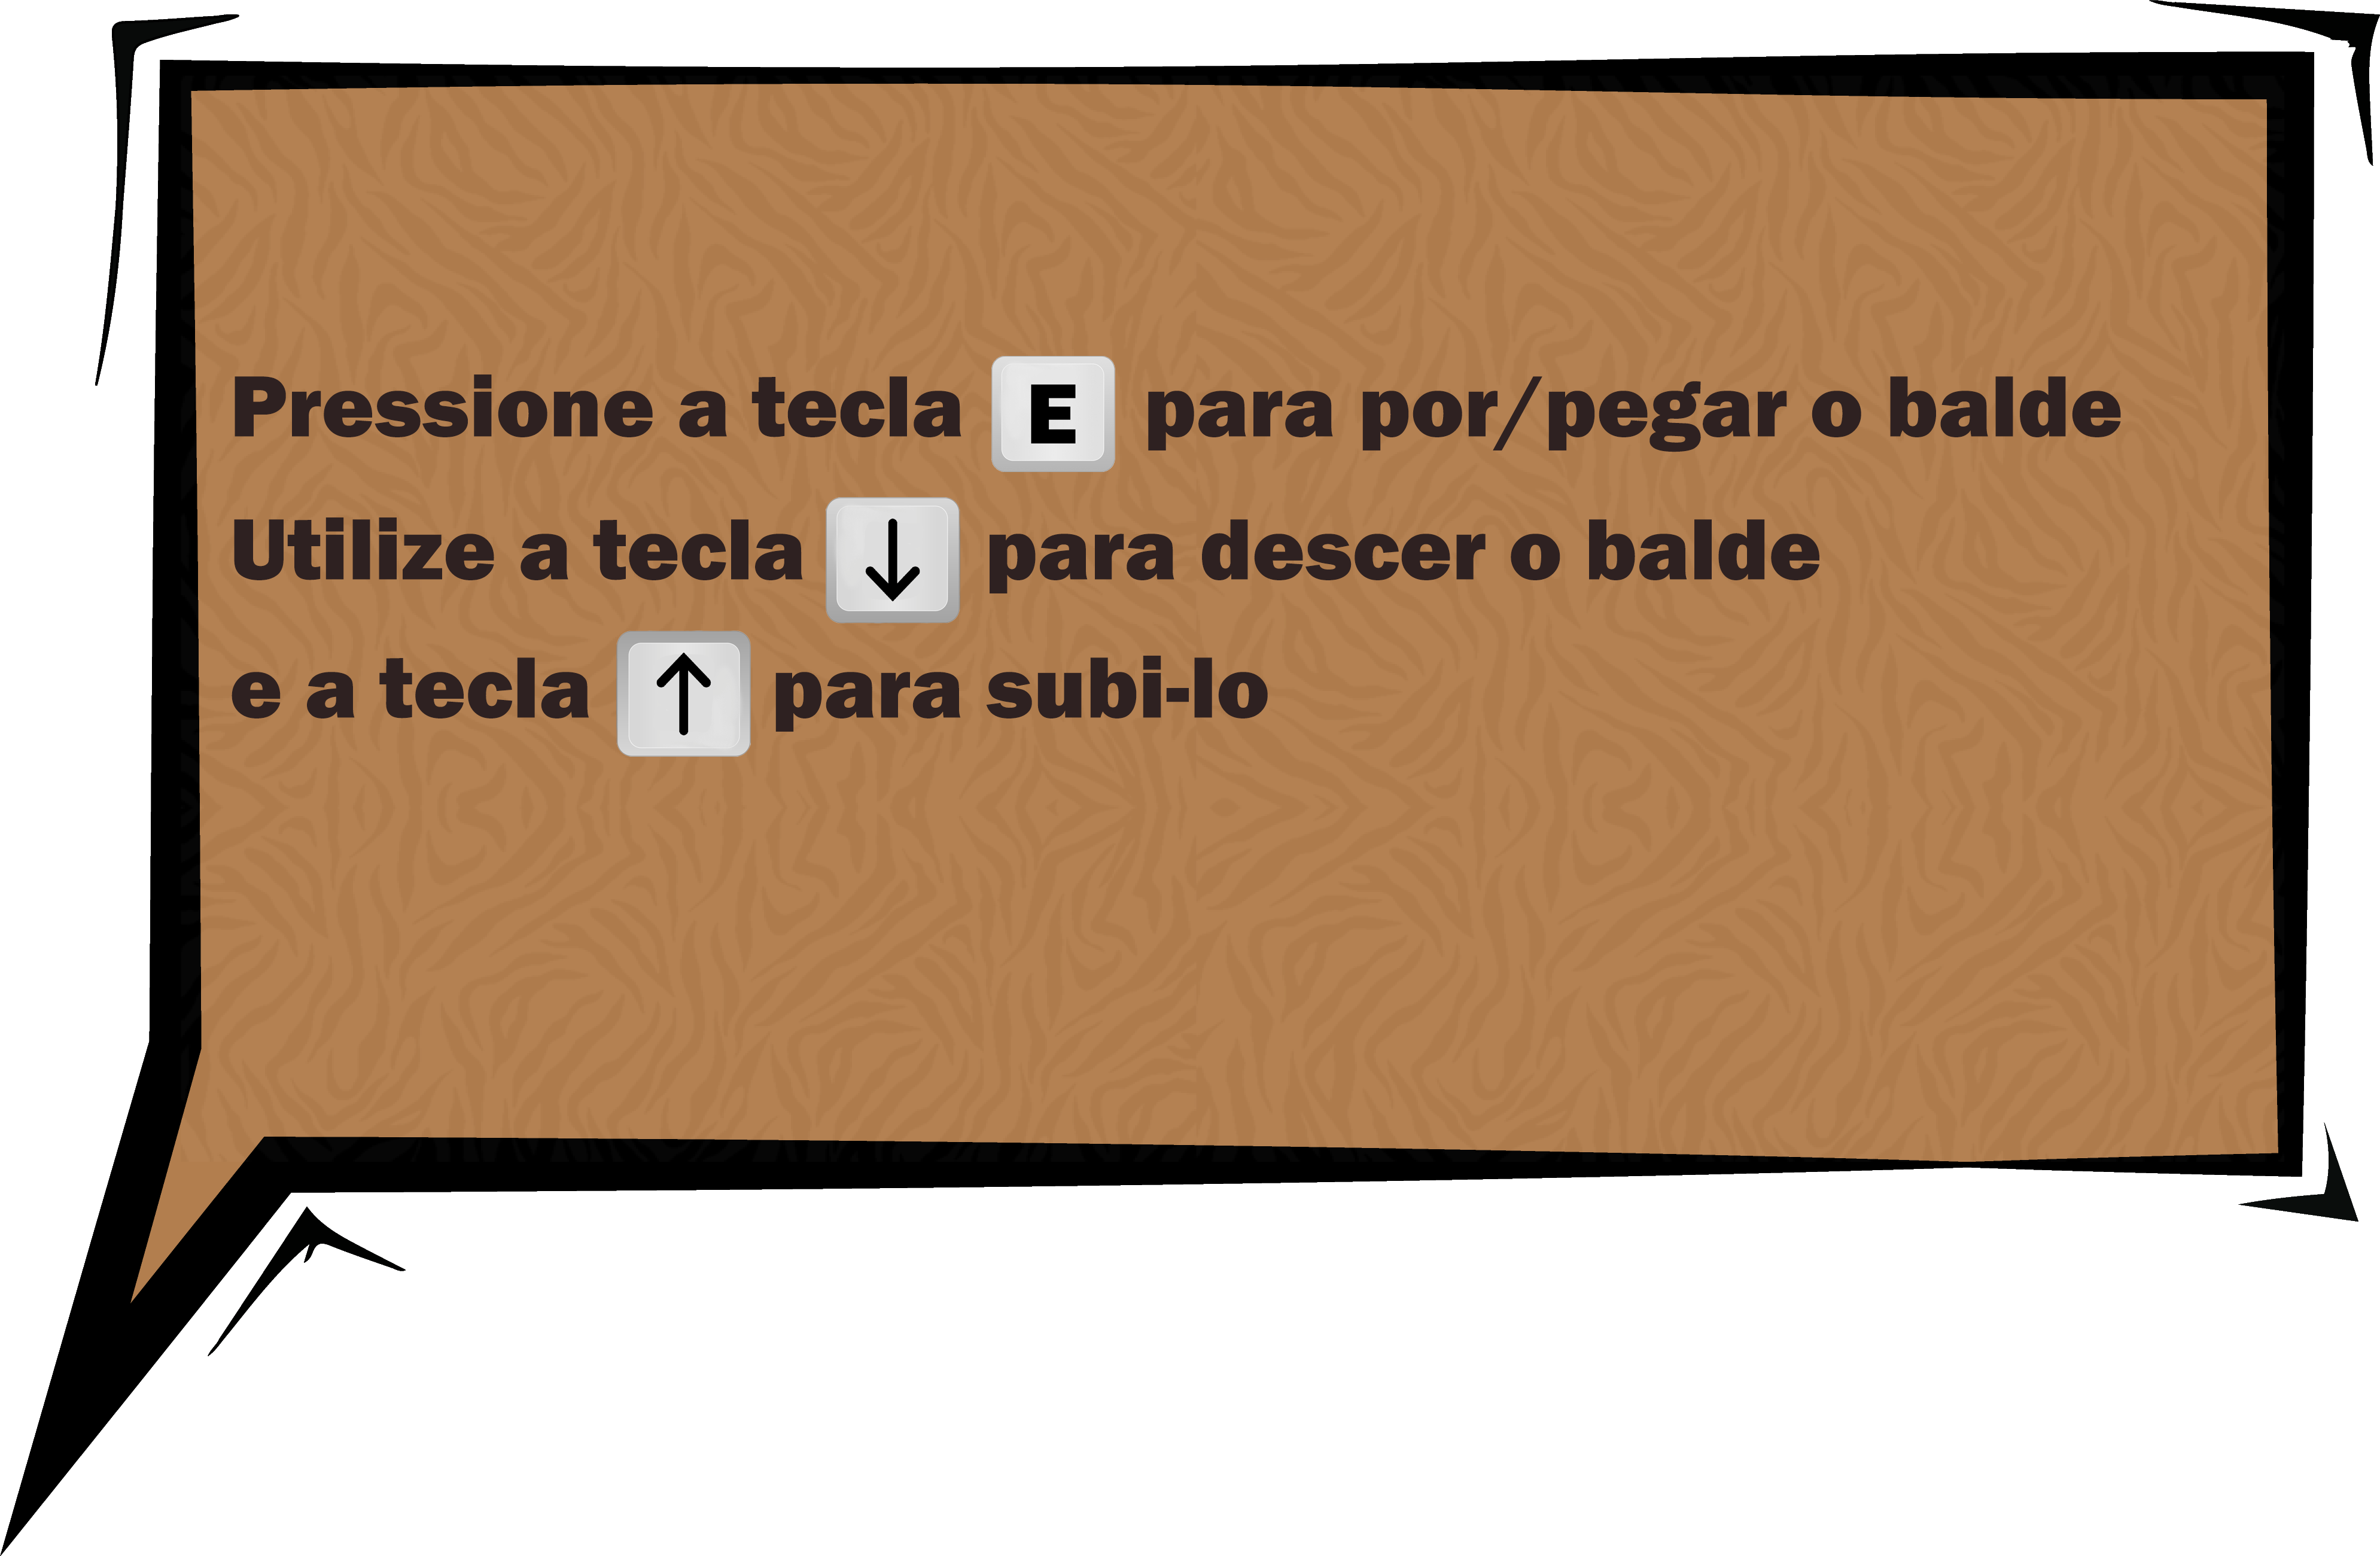 Pressione a tecla E para por/pegar o balde
Utilize a tecla ↓ para descer o balde
e a tecla ↑ para subi-lo